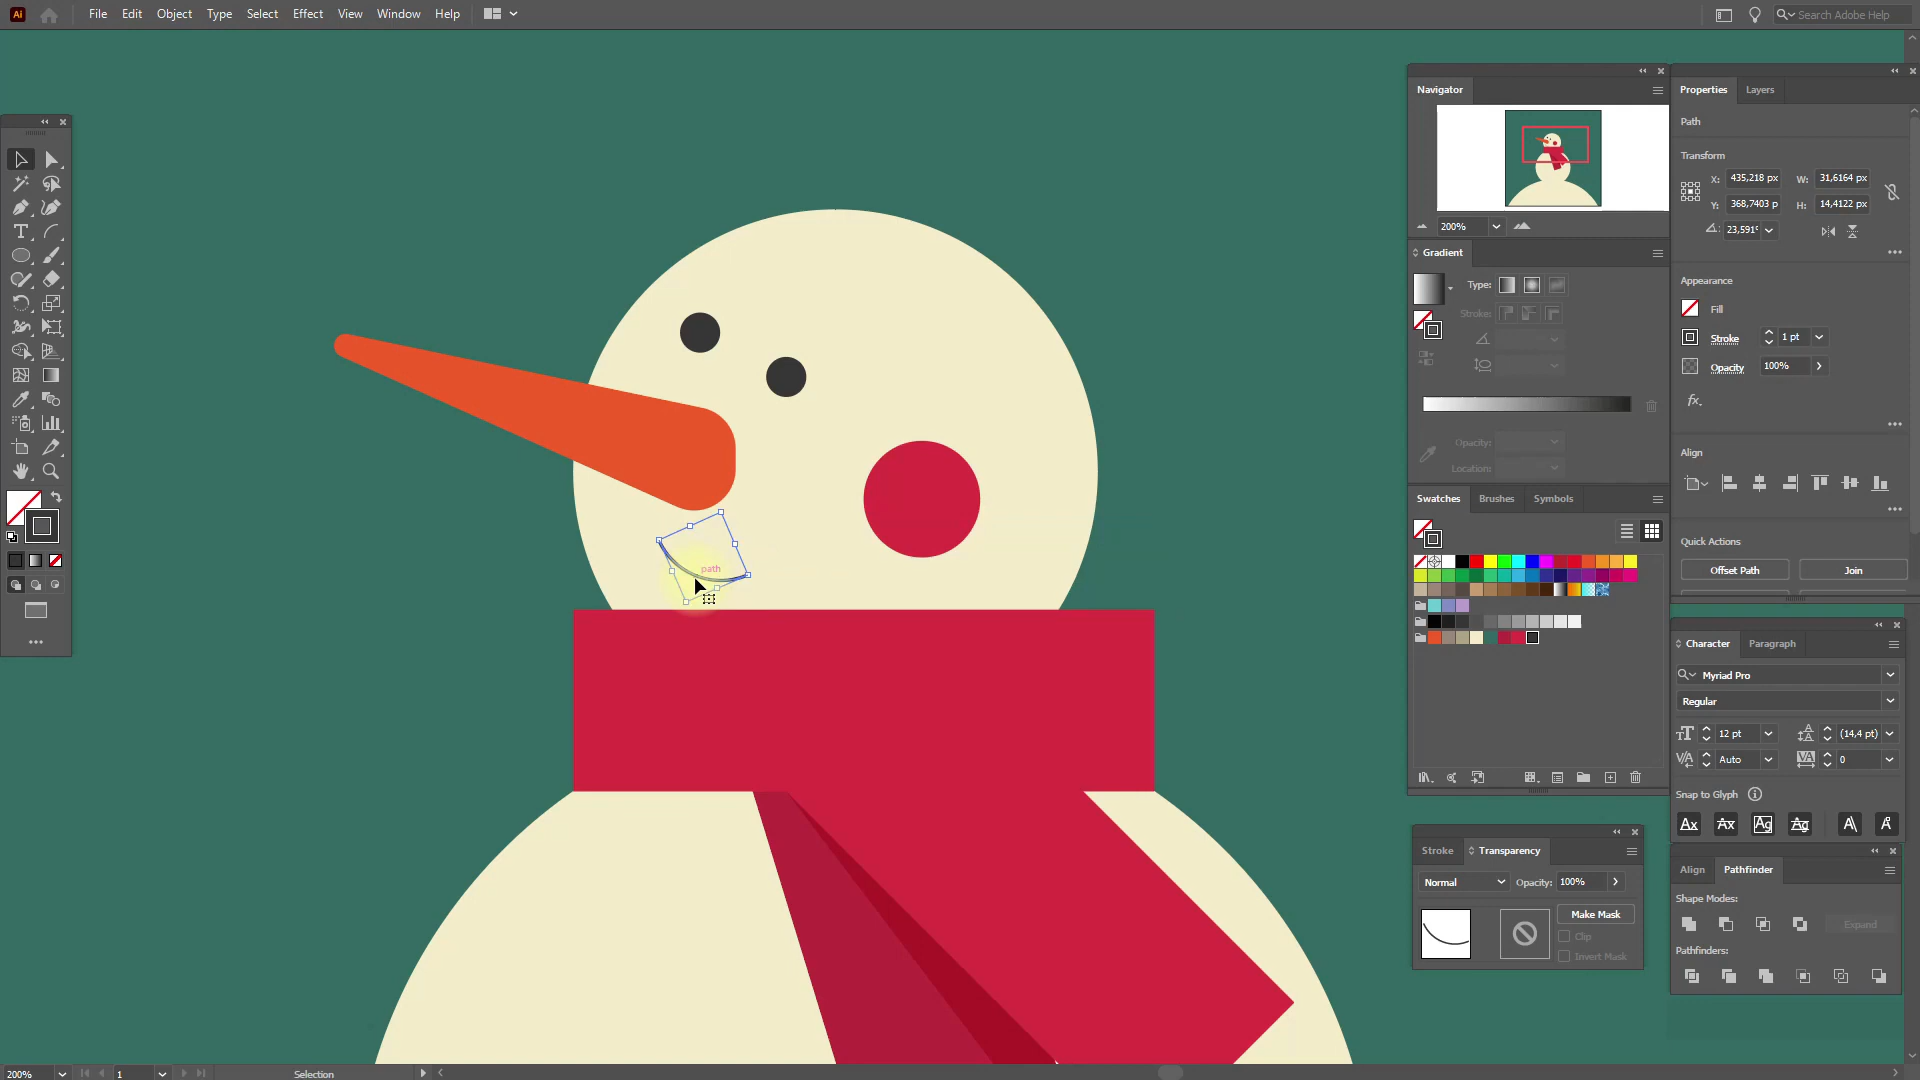 Ai File Edit Object Type Select Effect View Window Help
Search Adobe Help
Navigator
200%
Gradient
Type:
Stroke:
Opacity:
Location:
Swatches Brushes Symbols
Stroke Transparency
Normal Opacity: 100%
Make Mask
Clip
Invert Mask
Properties Layers
Path
Transform
X: 435,218 px W: 31,6164 px
Y: 368,7403 p H: 14,4122 px
23,591°
Appearance
Fill
Stroke 1 pt
Opacity 100%
fx.
Align
Quick Actions
Offset Path Join
Character Paragraph
Myriad Pro
Regular
12 pt (14,4 pt)
Auto 0
Snap to Glyph
Align Pathfinder
Shape Modes:
Expand
Pathfinders:
path
200% 1 Selection